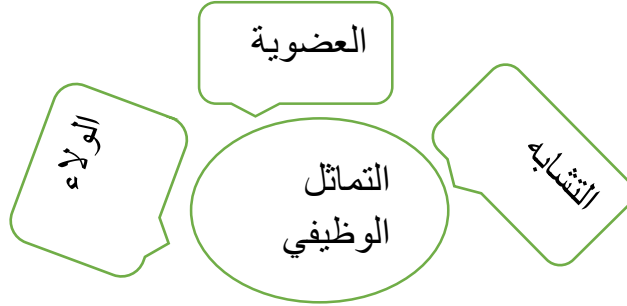 العضوية
التشابه
الولاء
التماثل
الوظيفي